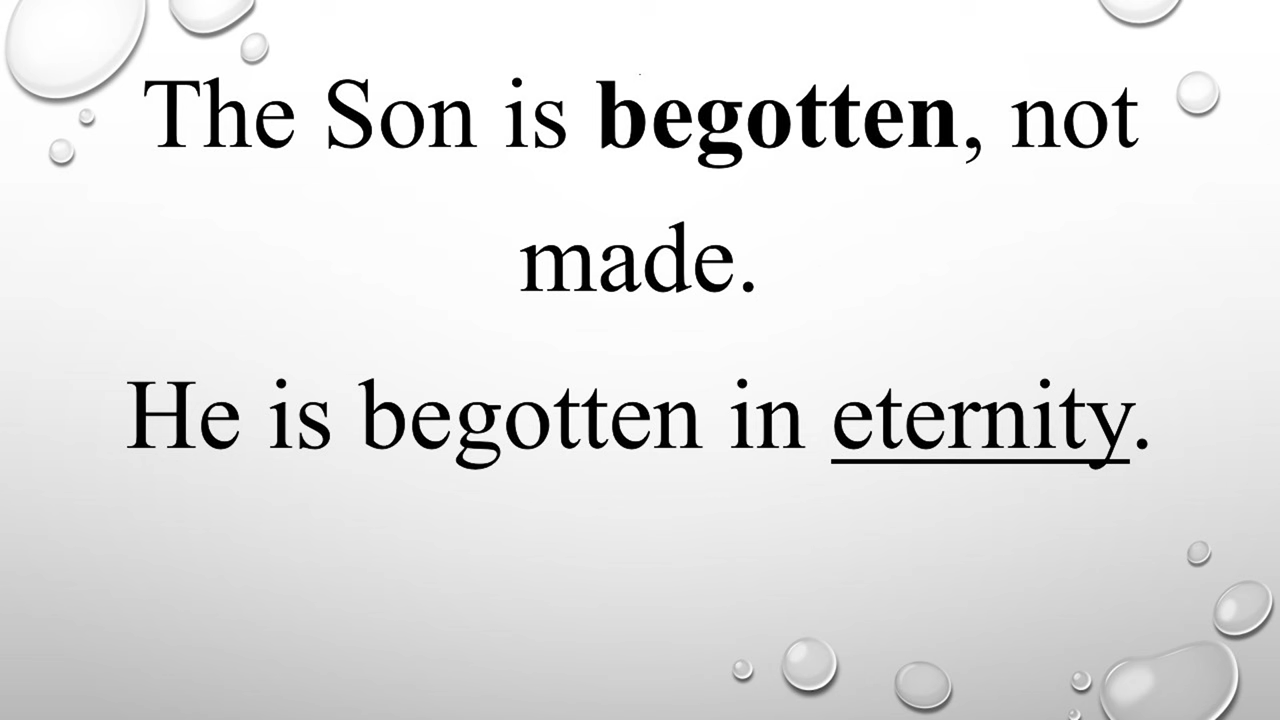 The Son is begotten, not
made.
He is begotten in eternity.